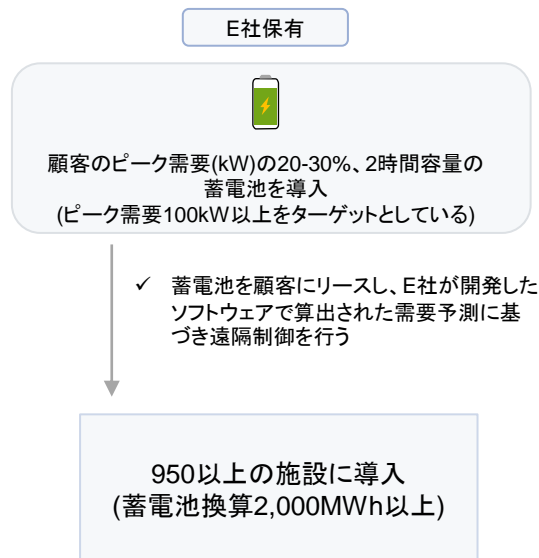 E社保有
顧客のピーク需要(kW)の20-30%、2時間容量の
蓄電池を導入
(ピーク需要100kW以上をターゲットとしている)
✓ 蓄電池を顧客にリースし、E社が開発した
ソフトウェアで算出された需要予測に基
づき遠隔制御を行う
950以上の施設に導入
(蓄電池換算2,000MWh以上)